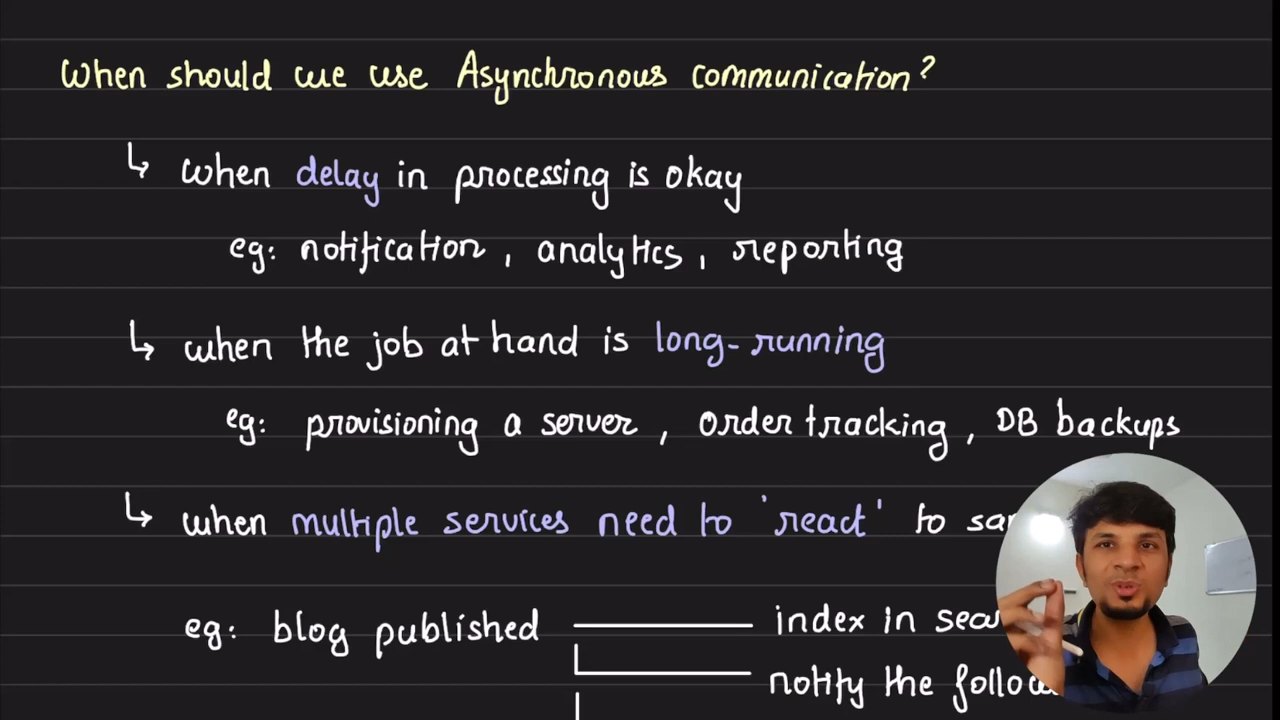 When should we use Asynchronous communication?
↳ when delay in processing is okay
eg: notification, analytics, reporting
↳ when the job at hand is long-running
eg: provisioning a server, order tracking, DB backups
↳ when multiple services need to 'react' to
eg: blog published index in
notify the